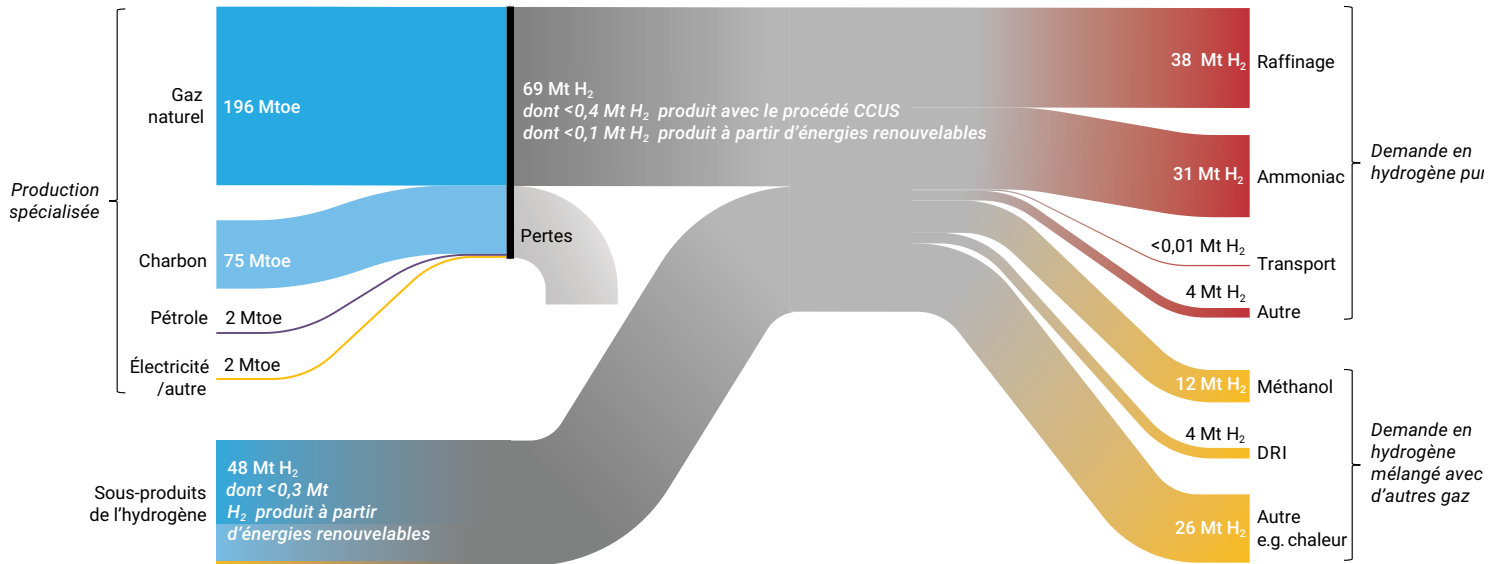 Production
spécialisée
Gaz
naturel
196 Mtoe
Charbon
75 Mtoe
Pétrole
2 Mtoe
Électricité
/autre
2 Mtoe
Sous-produits
de l'hydrogène
48 Mt H₂
dont <0,3 Mt
H₂ produit à partir
d'énergies renouvelables
69 Mt H₂
dont <0,4 Mt H₂ produit avec le procédé CCUS
dont <0,1 Mt H₂ produit à partir d'énergies renouvelables
Pertes
38 Mt H₂ Raffinage
31 Mt H₂ Ammoniac
<0,01 Mt H₂
Transport
4 Mt H₂
Autre
Demande en
hydrogène pur
12 Mt H₂ Méthanol
4 Mt H₂
DRI
26 Mt H₂
Autre
e.g. chaleur
Demande en
hydrogène
mélangé avec
d'autres gaz